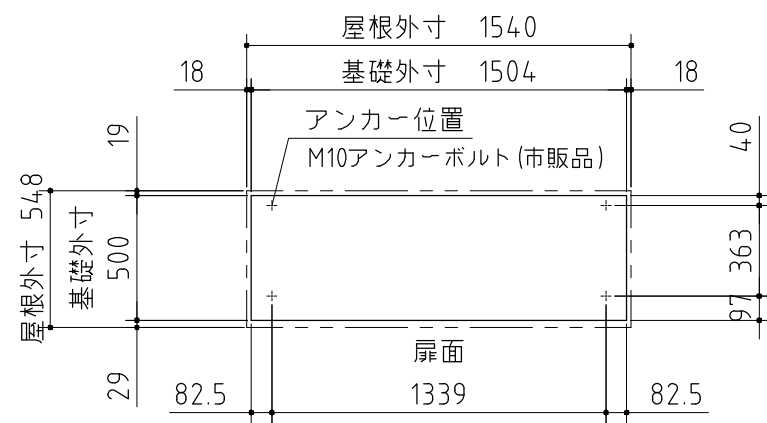 屋根外寸 1540
18 基礎外寸 1504 18
アンカー位置
M10アンカーボルト(市販品)
19
40
屋根外寸 548
基礎外寸
500
363
97
扉面
29
82.5 1339 82.5